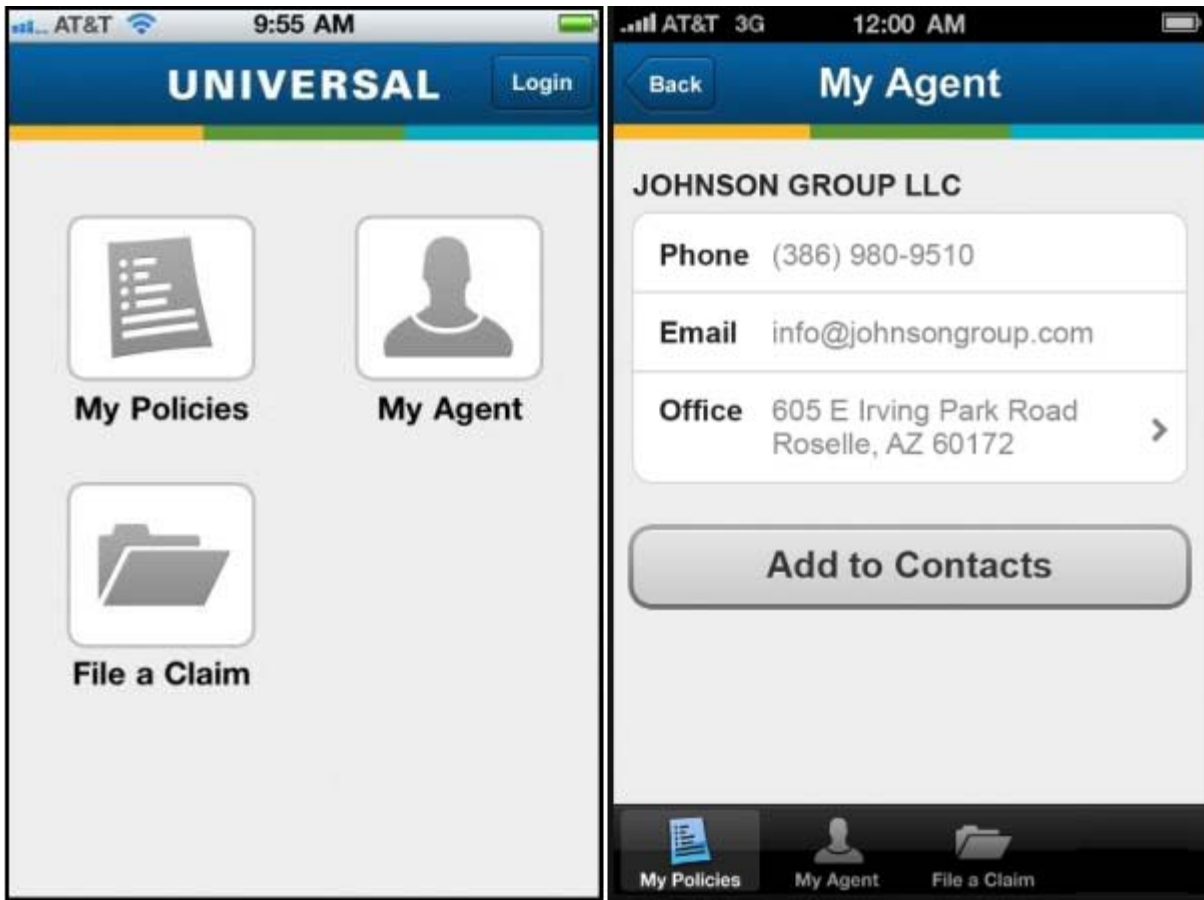 AT&T 9:55 AM
UNIVERSAL Login
My Policies My Agent
File a Claim
AT&T 3G 12:00 AM
Back My Agent
JOHNSON GROUP LLC
Phone (386) 980-9510
Email info@johnsongroup.com
Office 605 E Irving Park Road
Roselle, AZ 60172
Add to Contacts
My Policies My Agent File a Claim